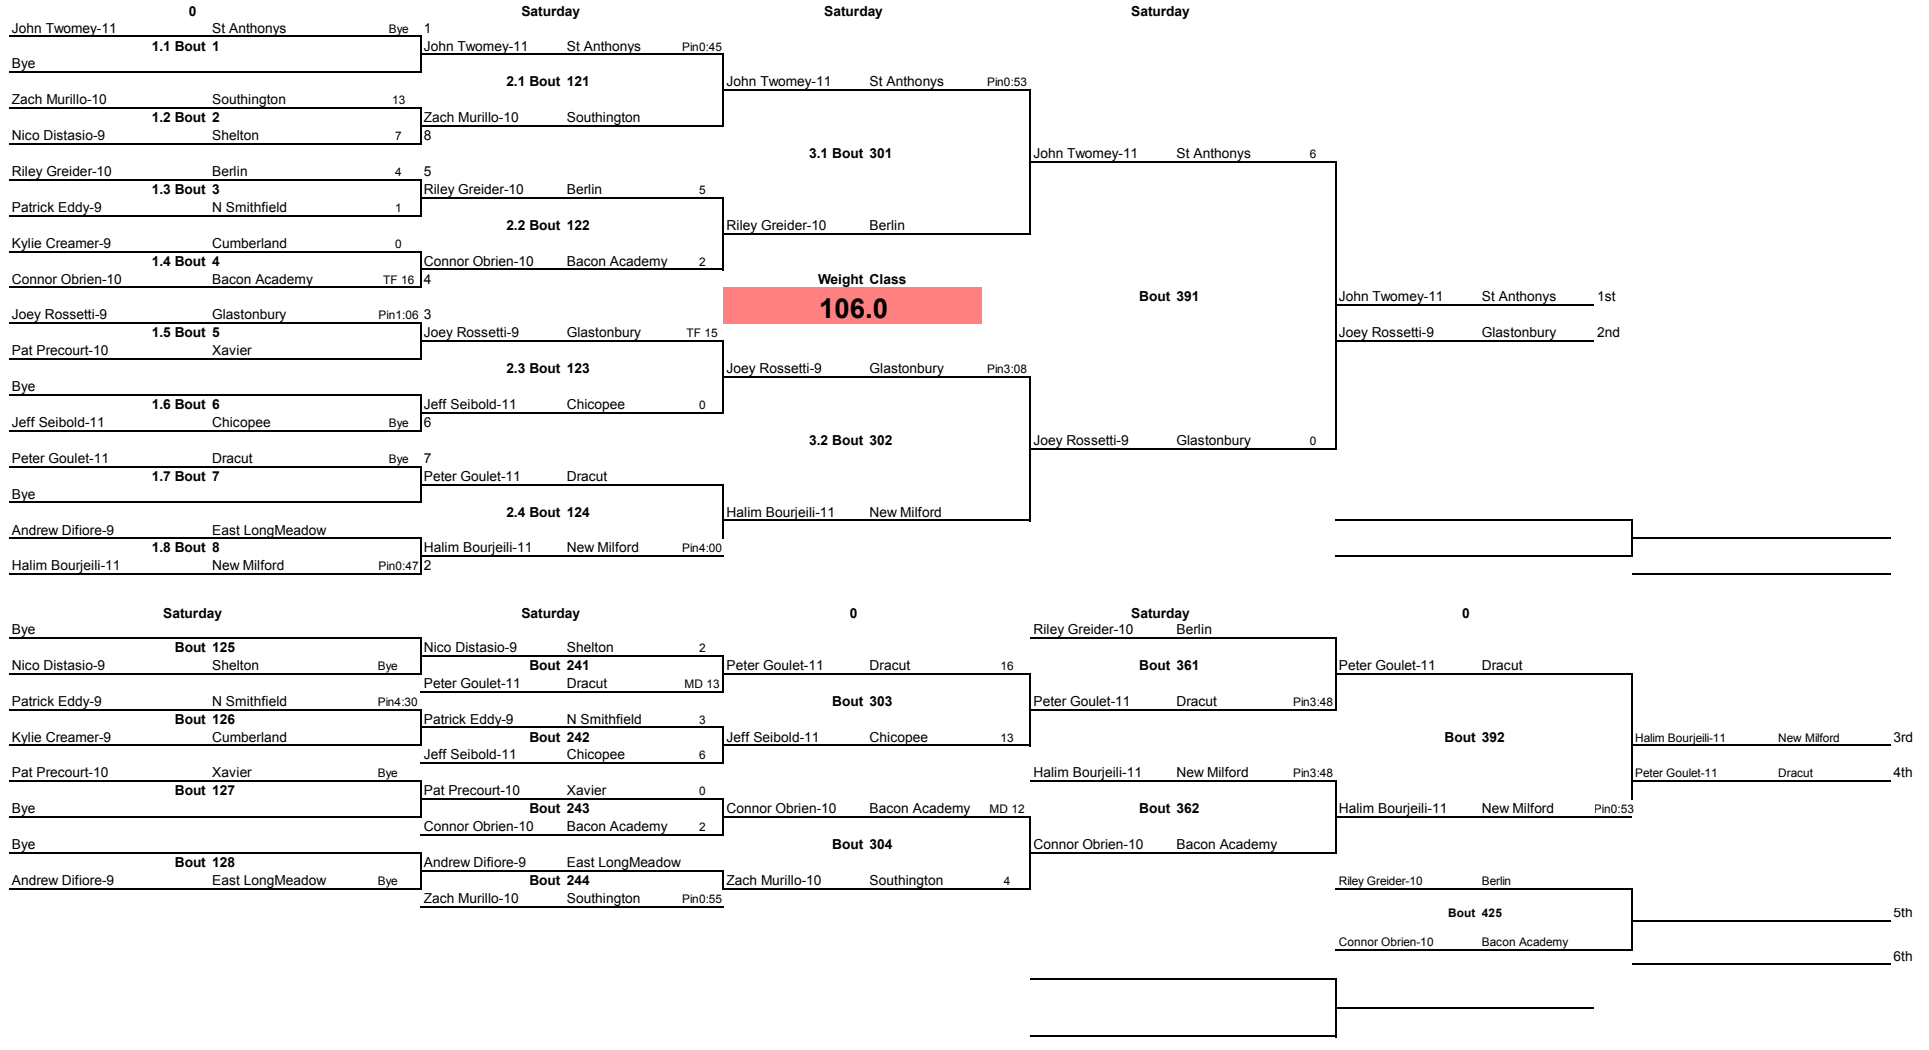 0 Saturday Saturday Saturday
John Twomey-11 St Anthonys Bye 1
1.1 Bout 1 John Twomey-11 St Anthonys Pin0:45
Bye
2.1 Bout 121 John Twomey-11 St Anthonys Pin0:53
Zach Murillo-10 Southington 13
1.2 Bout 2 Zach Murillo-10 Southington
Nico Distasio-9 Shelton 7 8
3.1 Bout 301 John Twomey-11 St Anthonys 6
Riley Greider-10 Berlin 4 5
1.3 Bout 3 Riley Greider-10 Berlin 5
Patrick Eddy-9 N Smithfield 1
2.2 Bout 122 Riley Greider-10 Berlin
Kylie Creamer-9 Cumberland 0
1.4 Bout 4 Connor Obrien-10 Bacon Academy 2
Connor Obrien-10 Bacon Academy TF 16 4 Weight Class
Bout 391 John Twomey-11 St Anthonys 1st
106.0
Joey Rossetti-9 Glastonbury Pin1:06 3
1.5 Bout 5 Joey Rossetti-9 Glastonbury TF 15 Joey Rossetti-9 Glastonbury 2nd
Pat Precourt-10 Xavier
2.3 Bout 123 Joey Rossetti-9 Glastonbury Pin3:08
Bye
1.6 Bout 6 Jeff Seibold-11 Chicopee 0
Jeff Seibold-11 Chicopee Bye 6
3.2 Bout 302 Joey Rossetti-9 Glastonbury 0
Peter Goulet-11 Dracut Bye 7
1.7 Bout 7 Peter Goulet-11 Dracut
Bye
2.4 Bout 124 Halim Bourjeili-11 New Milford
Andrew Difiore-9 East LongMeadow
1.8 Bout 8 Halim Bourjeili-11 New Milford Pin4:00
Halim Bourjeili-11 New Milford Pin0:47 2
Saturday Saturday 0 Saturday 0
Bye Riley Greider-10 Berlin
Bout 125 Nico Distasio-9 Shelton 2
Nico Distasio-9 Shelton Bye Bout 241 Peter Goulet-11 Dracut 16 Bout 361 Peter Goulet-11 Dracut
Peter Goulet-11 Dracut MD 13
Patrick Eddy-9 N Smithfield Pin4:30 Bout 303 Peter Goulet-11 Dracut Pin3:48
Bout 126 Patrick Eddy-9 N Smithfield 3
Kylie Creamer-9 Cumberland Bout 242 Jeff Seibold-11 Chicopee 13 Bout 392 Halim Bourjeili-11 New Milford 3rd
Jeff Seibold-11 Chicopee 6
Pat Precourt-10 Xavier Bye Halim Bourjeili-11 New Milford Pin3:48 Peter Goulet-11 Dracut 4th
Bout 127 Pat Precourt-10 Xavier 0
Bye Bout 243 Connor Obrien-10 Bacon Academy MD 12 Bout 362 Halim Bourjeili-11 New Milford Pin0:53
Connor Obrien-10 Bacon Academy 2
Bye Bout 304 Connor Obrien-10 Bacon Academy
Bout 128 Andrew Difiore-9 East LongMeadow
Andrew Difiore-9 East LongMeadow Bye Bout 244 Zach Murillo-10 Southington 4 Riley Greider-10 Berlin
Zach Murillo-10 Southington Pin0:55
Bout 425 5th
Connor Obrien-10 Bacon Academy
6th